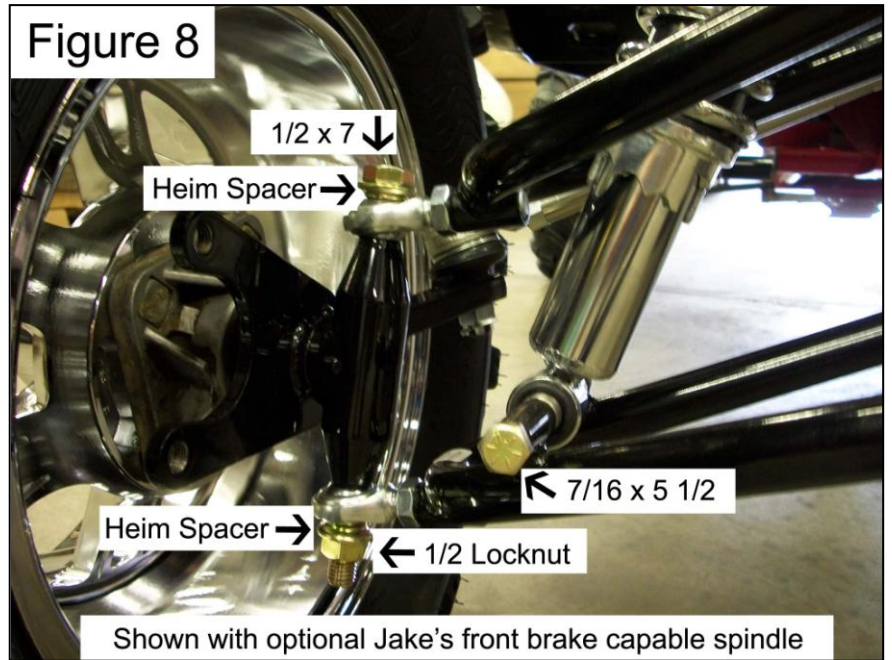 Figure 8
1/2 x 7
Heim Spacer
7/16 x 5 1/2
Heim Spacer
1/2 Locknut
Shown with optional Jake's front brake capable spindle